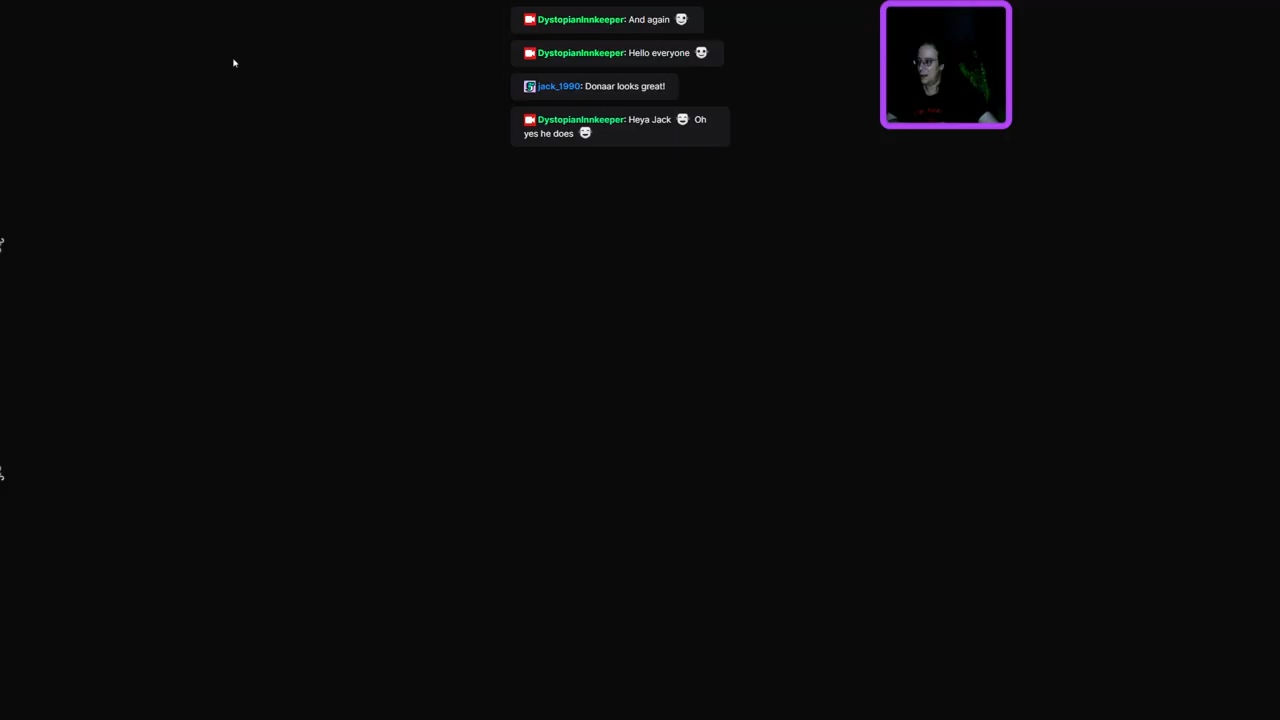 DystopianInnkeeper: And again
DystopianInnkeeper: Hello everyone
jack_1990: Donaar looks great!
DystopianInnkeeper: Heya Jack Oh
yes he does